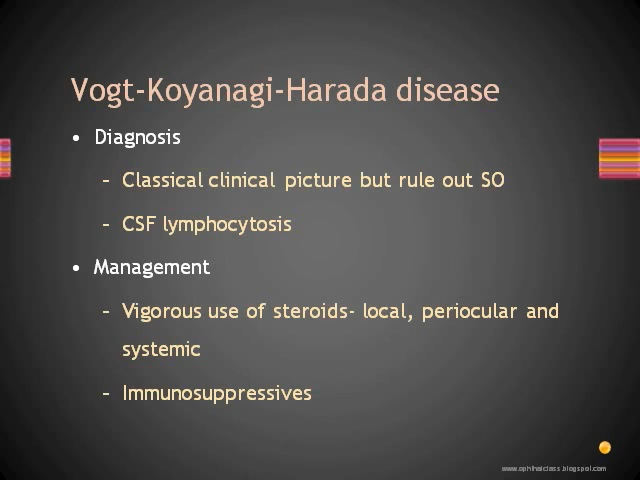 Vogt-Koyanagi-Harada disease
• Diagnosis
– Classical clinical picture but rule out SO
– CSF lymphocytosis
• Management
– Vigorous use of steroids- local, periocular and
systemic
– Immunosuppressives
www.ophthalclass.blogspot.com